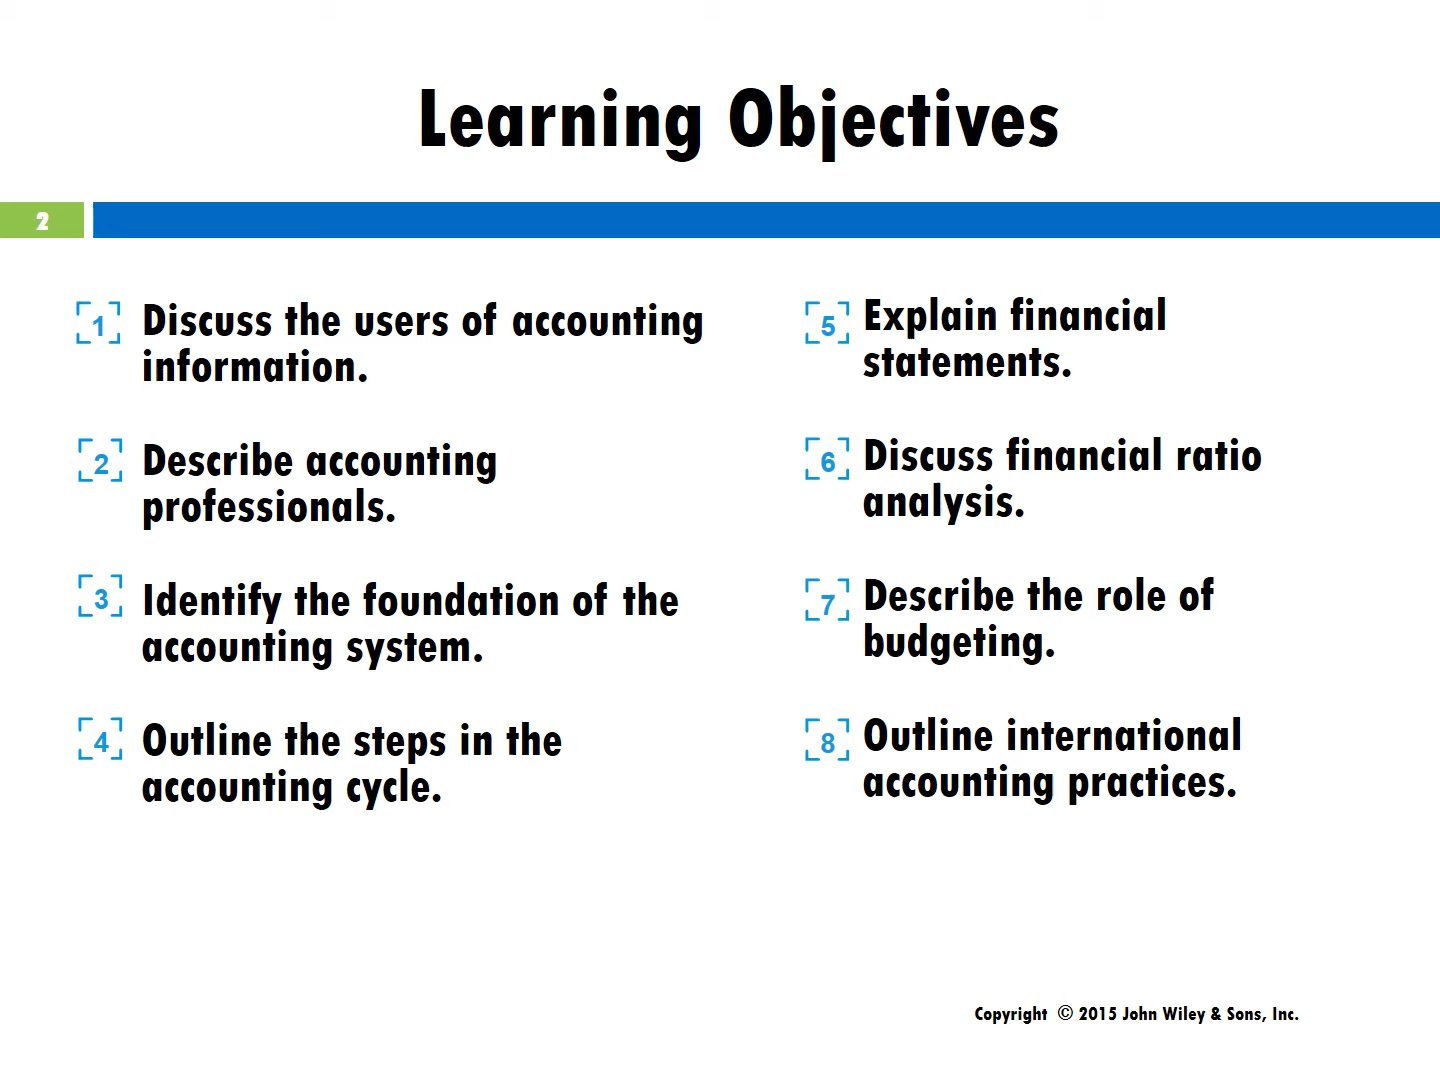 Learning Objectives
2
1 Discuss the users of accounting
information.
2 Describe accounting
professionals.
3 Identify the foundation of the
accounting system.
4 Outline the steps in the
accounting cycle.
5 Explain financial
statements.
6 Discuss financial ratio
analysis.
7 Describe the role of
budgeting.
8 Outline international
accounting practices.
Copyright © 2015 John Wiley & Sons, Inc.